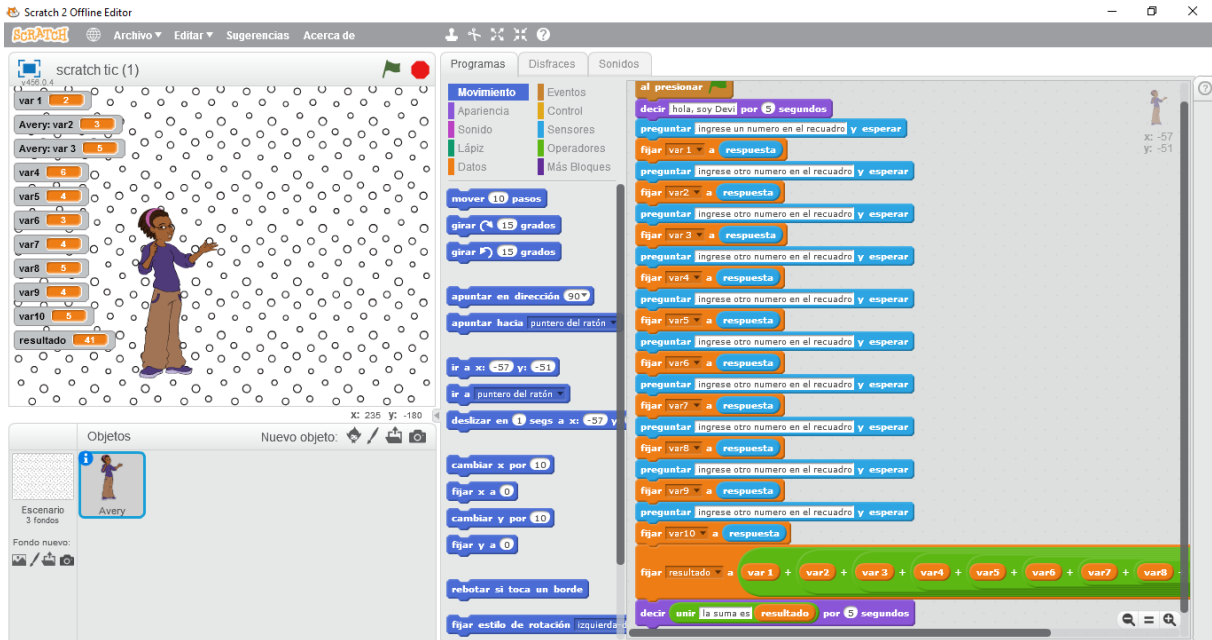 Scratch 2 Offline Editor
SCRATCH Archivo Editar Sugerencias Acerca de
scratch tic (1)
v456.0.4
var 1 2
Avery: var2 3
Avery: var 3 5
var4 6
var5 4
var6 3
var7 4
var8 5
var9 4
var10 5
resultado 41
X: 235 Y: -180
Objetos
Nuevo objeto:
Escenario
3 fondos
Avery
Fondo nuevo:
Programas Disfraces Sonidos
Movimiento Eventos
Apariencia Control
Sonido Sensores
Lápiz Operadores
Datos Más Bloques
mover 10 pasos
girar 15 grados
girar 15 grados
apuntar en dirección 90
apuntar hacia puntero del ratón
ir a x: -57 y: -51
ir a puntero del ratón
deslizar en 1 segs a x: -57 y
cambiar x por 10
fijar x a 0
cambiar y por 10
fijar y a 0
rebotar si toca un borde
fijar estilo de rotación izquierda-d
al presionar
decir hola, soy Devi por 5 segundos
preguntar ingrese un numero en el recuadro y esperar
fijar var 1 a respuesta
preguntar ingrese otro numero en el recuadro y esperar
fijar var2 a respuesta
preguntar ingrese otro numero en el recuadro y esperar
fijar var 3 a respuesta
preguntar ingrese otro numero en el recuadro y esperar
fijar var4 a respuesta
preguntar ingrese otro numero en el recuadro y esperar
fijar var5 a respuesta
preguntar ingrese otro numero en el recuadro y esperar
fijar var6 a respuesta
preguntar ingrese otro numero en el recuadro y esperar
fijar var7 a respuesta
preguntar ingrese otro numero en el recuadro y esperar
fijar var8 a respuesta
preguntar ingrese otro numero en el recuadro y esperar
fijar var9 a respuesta
preguntar ingrese otro numero en el recuadro y esperar
fijar var10 a respuesta
fijar resultado a var 1 + var2 + var 3 + var4 + var5 + var6 + var7 + var8 +
decir unir la suma es resultado por 5 segundos
x: -57
y: -51